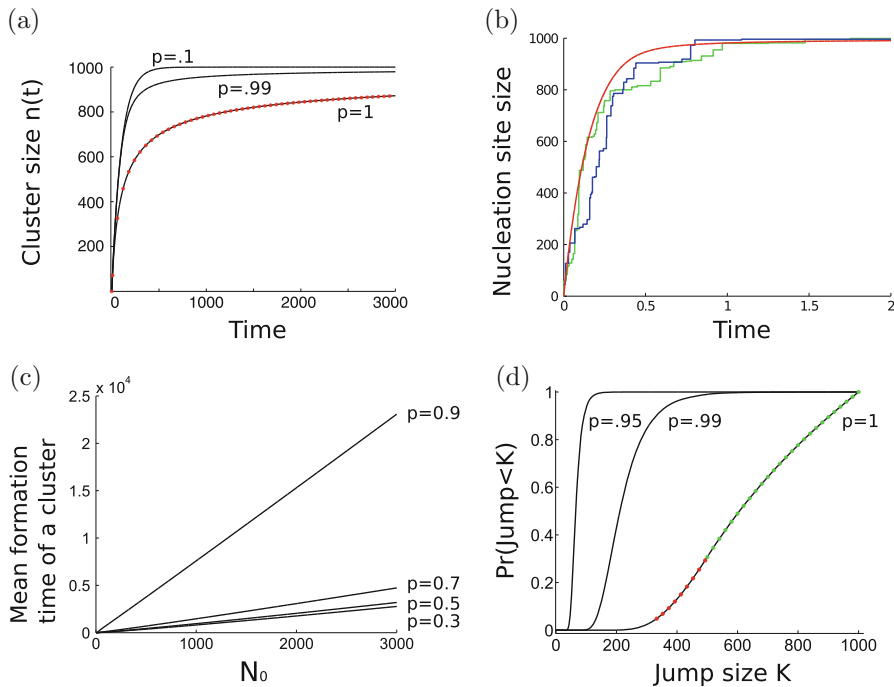 (a)
Cluster size n(t)
1000
800
600
400
200
0
1000
2000
3000
p=.1
p=.99
p=1
Time
(b)
Nucleation site size
1000
800
600
400
200
0
0
0.5
1
1.5
2
Time
(c)
x 10⁴
Mean formation
time of a cluster
2.5
2
1.5
1
0.5
0
0
1000
2000
3000
p=0.9
p=0.7
p=0.5
p=0.3
N₀
(d)
Pr(Jump<K)
1
0.8
0.6
0.4
0.2
0
0
200
400
600
800
1000
p=.95
p=.99
p=1
Jump size K